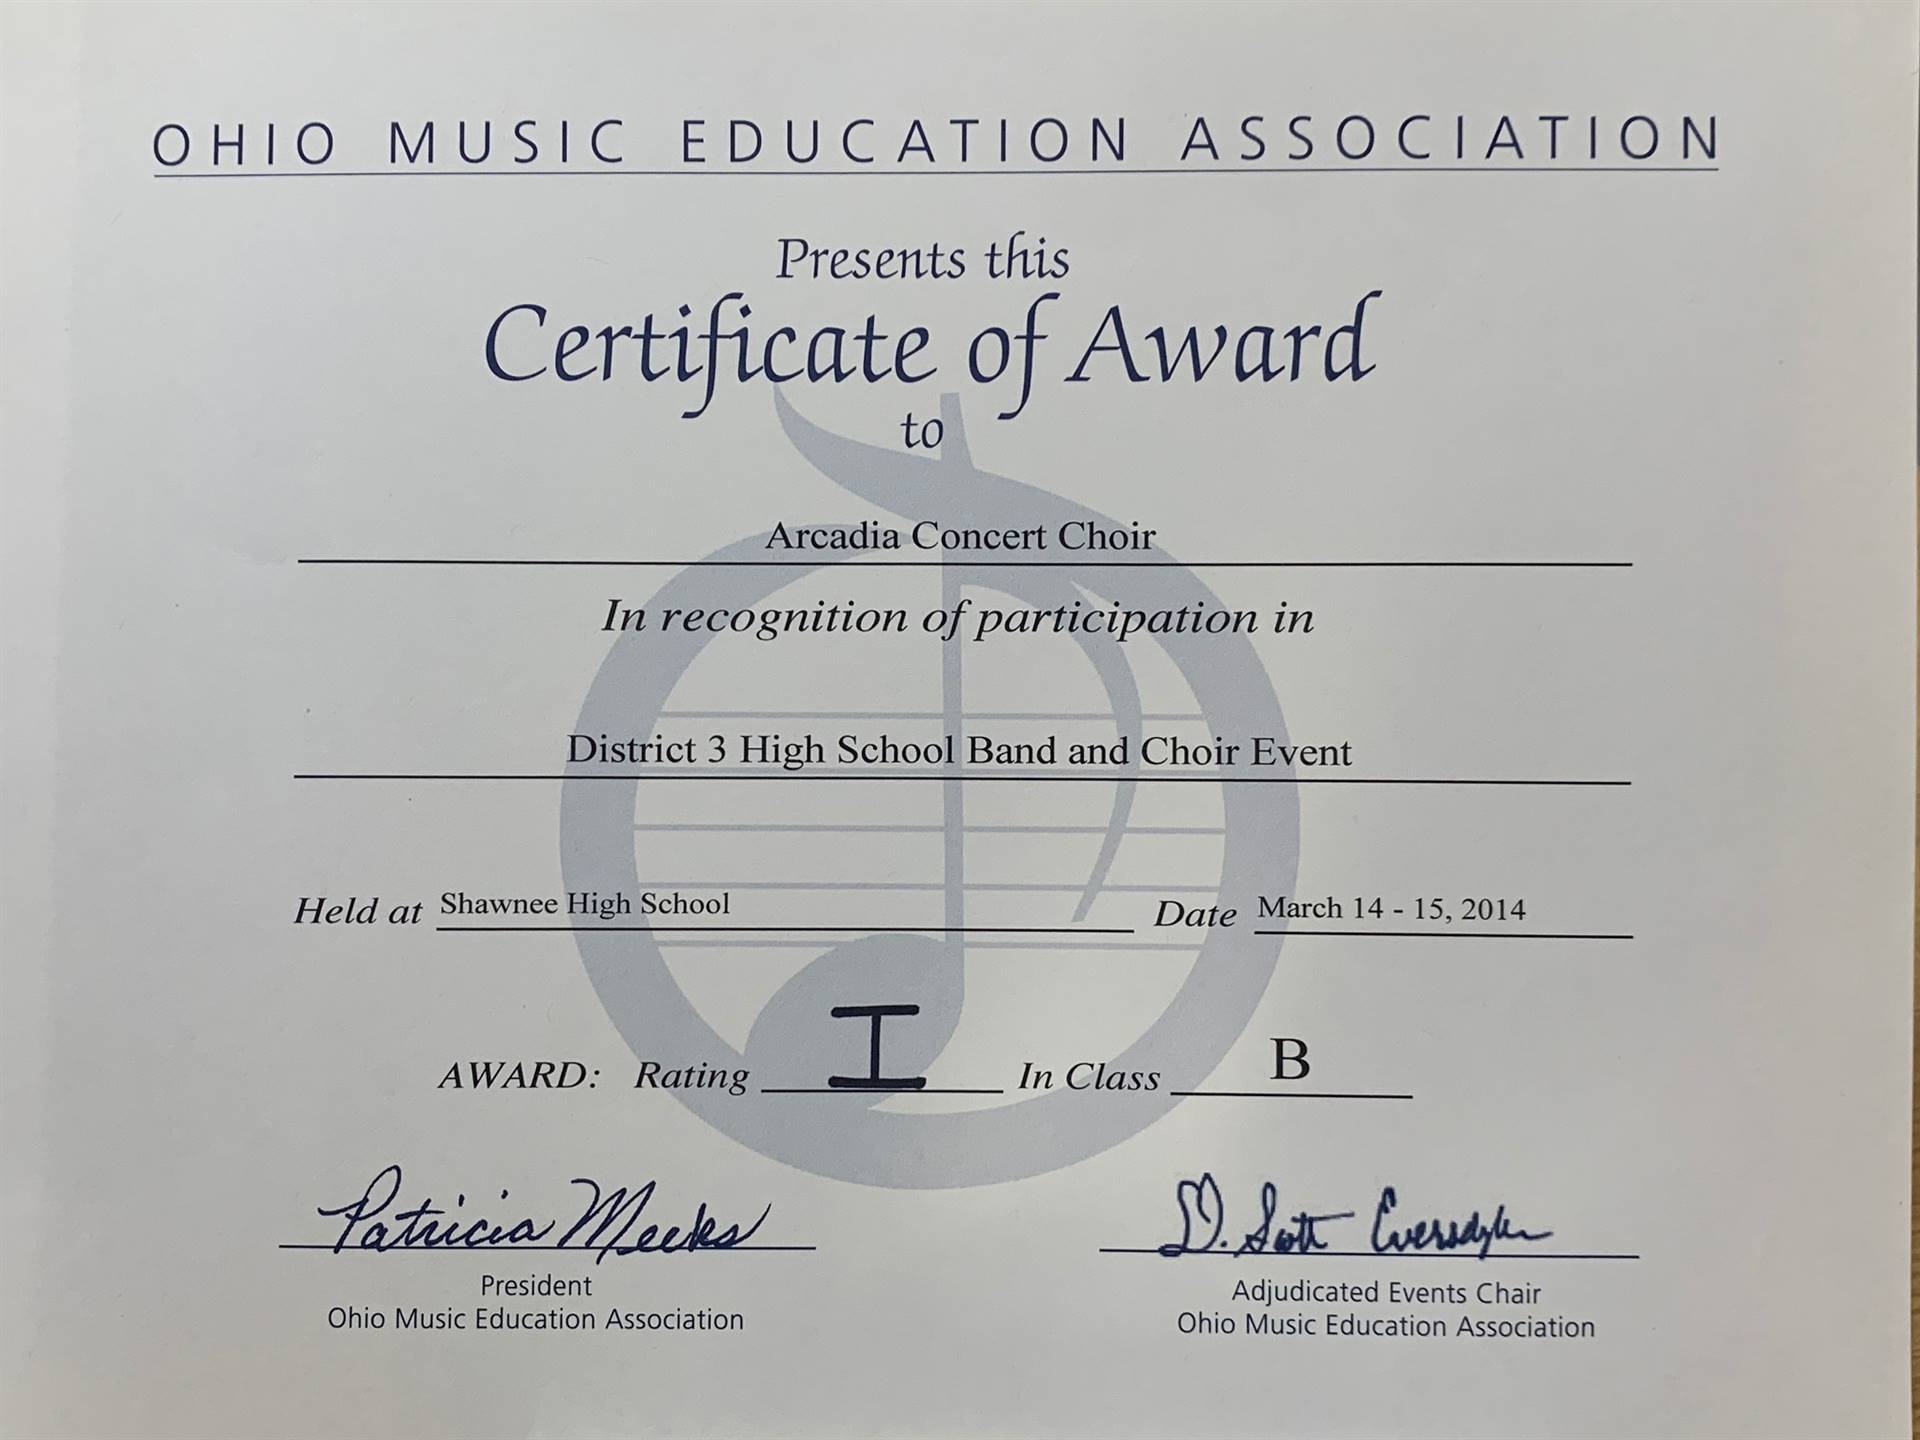 OHIO MUSIC EDUCATION ASSOCIATION
Presents this
Certificate of Award
to
Arcadia Concert Choir
In recognition of participation in
District 3 High School Band and Choir Event
Held at Shawnee High School Date March 14 - 15, 2014
AWARD: Rating I In Class B
Patricia Meeks D. Scott Eversdyke
President Adjudicated Events Chair
Ohio Music Education Association Ohio Music Education Association